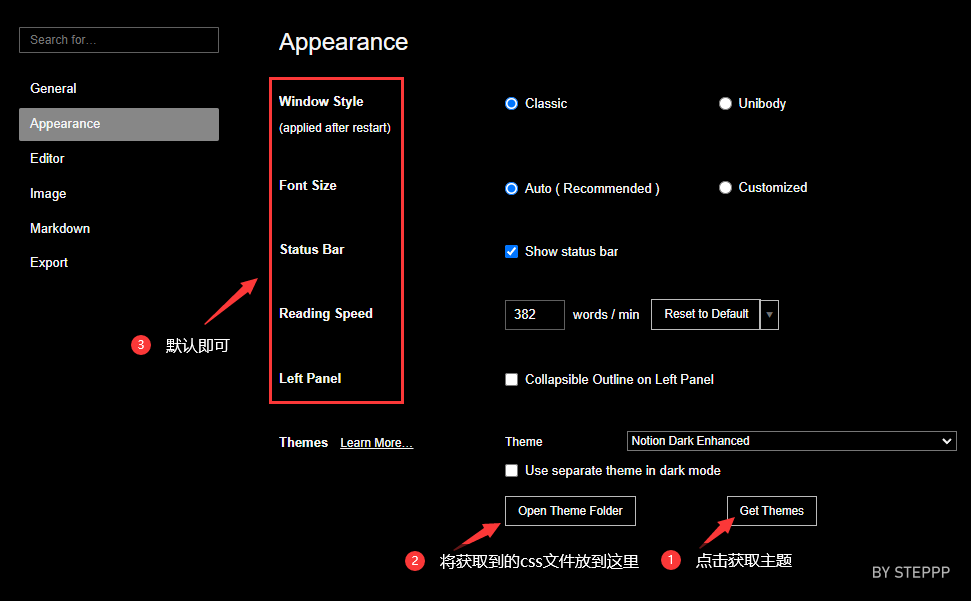 Search for…
Appearance
General
Appearance
Editor
Image
Markdown
Export
Window Style
(applied after restart)
Classic
Unibody
Font Size
Auto ( Recommended )
Customized
Status Bar
Show status bar
Reading Speed
382
words / min
Reset to Default
3 默认即可
Left Panel
Collapsible Outline on Left Panel
Themes Learn More…
Theme
Notion Dark Enhanced
Use separate theme in dark mode
Open Theme Folder
Get Themes
2 将获取到的css文件放到这里
1 点击获取主题
BY STEPPP